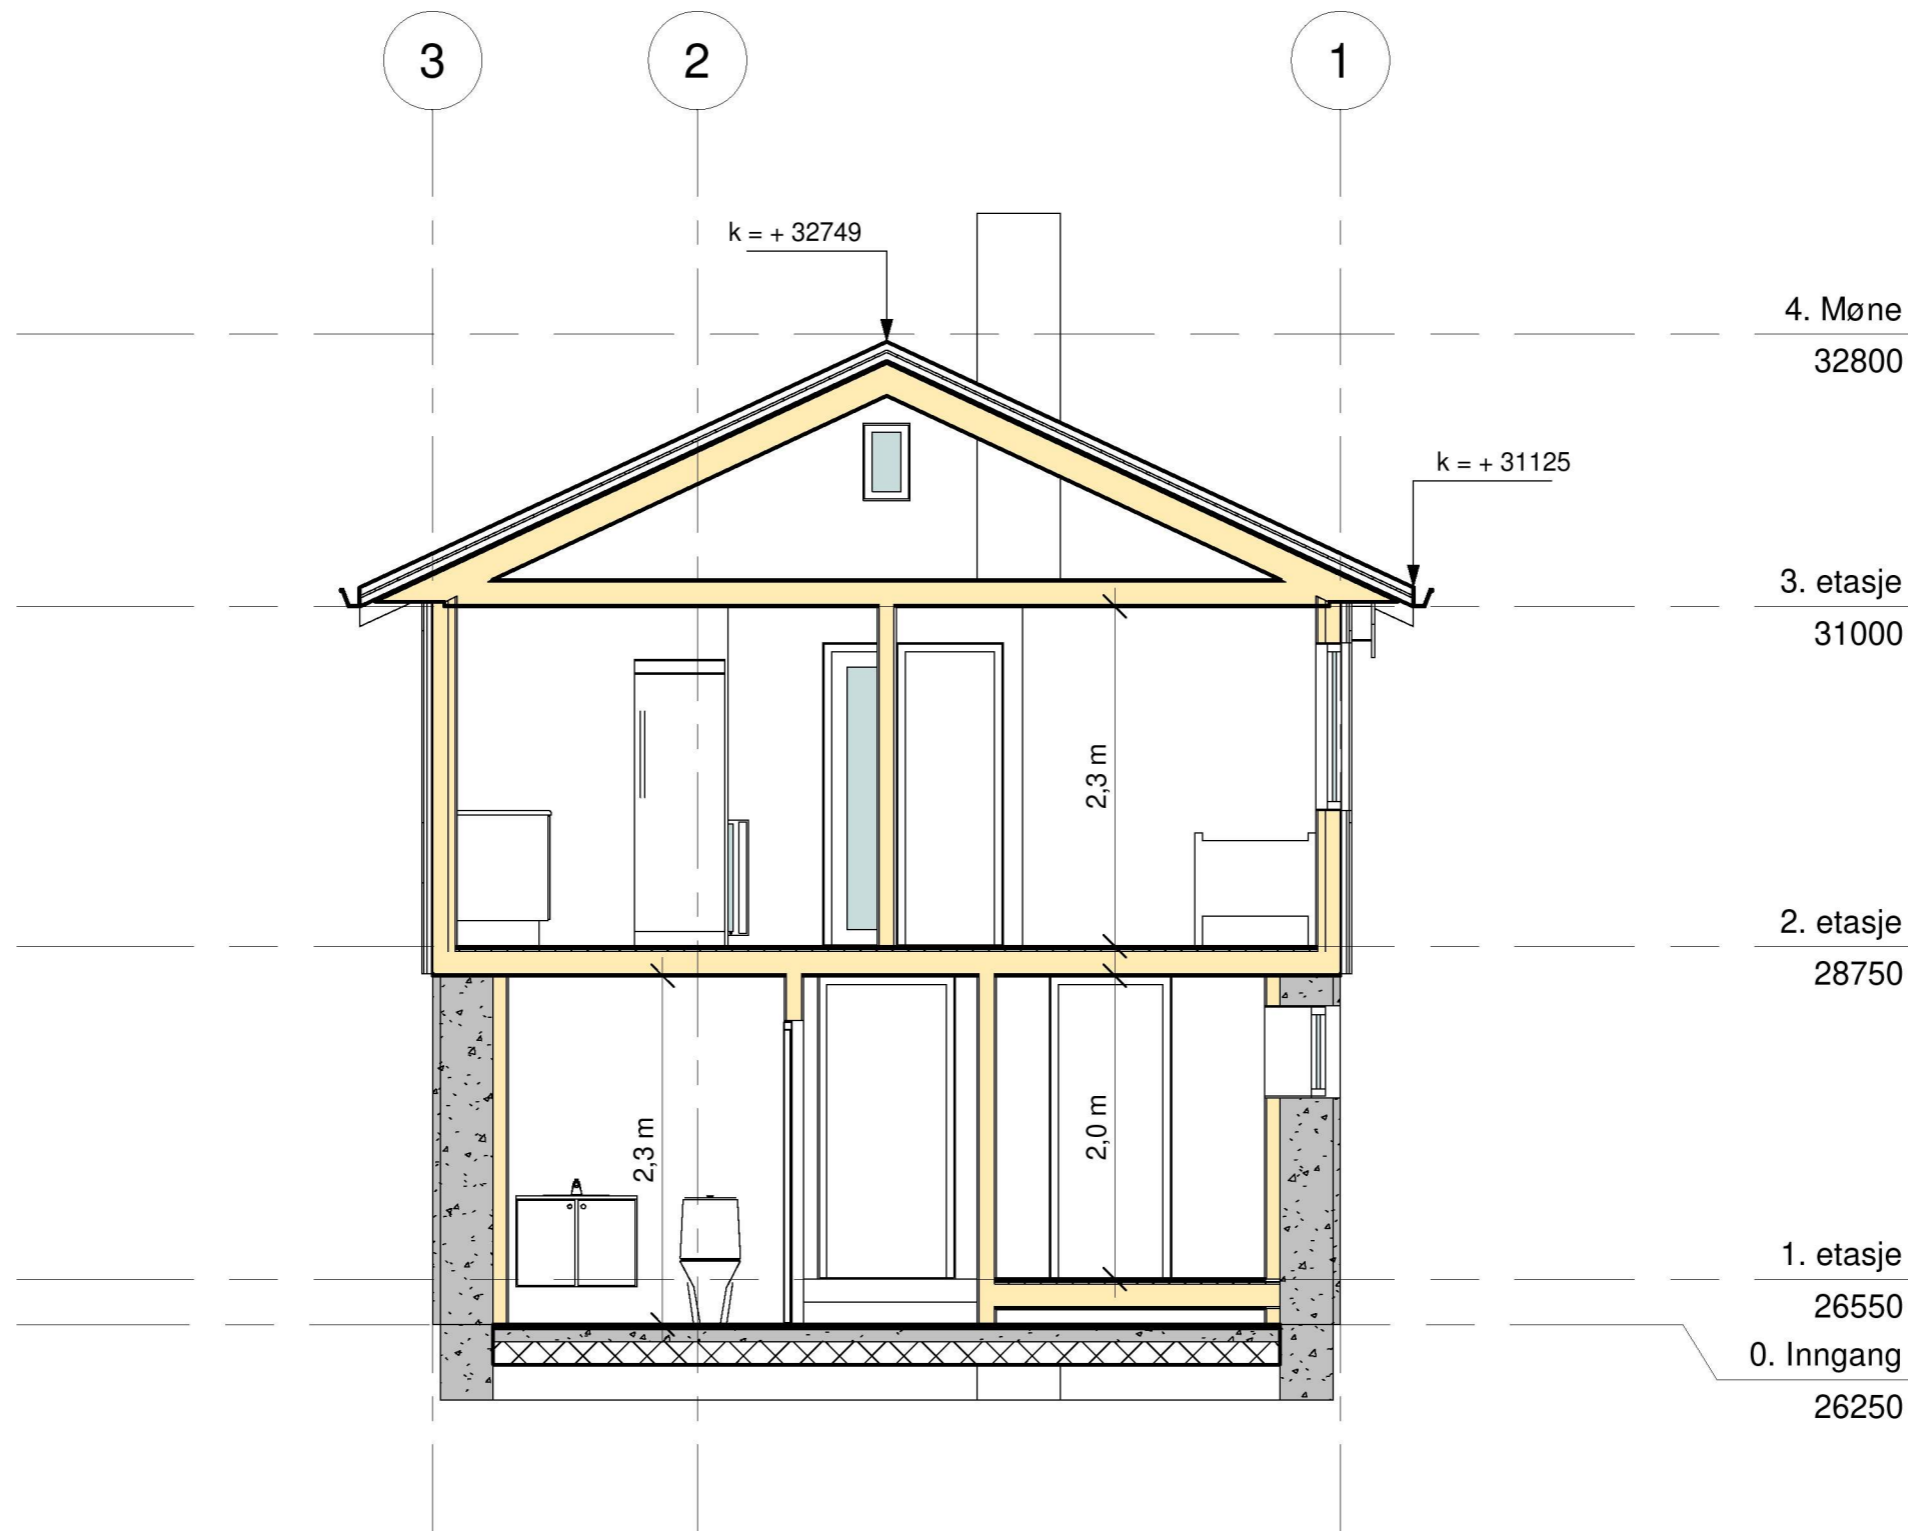 3
2
1
k = + 32749
4. Møne
32800
k = + 31125
3. etasje
31000
2,3 m
2. etasje
28750
2,3 m
2,0 m
1. etasje
26550
0. Inngang
26250